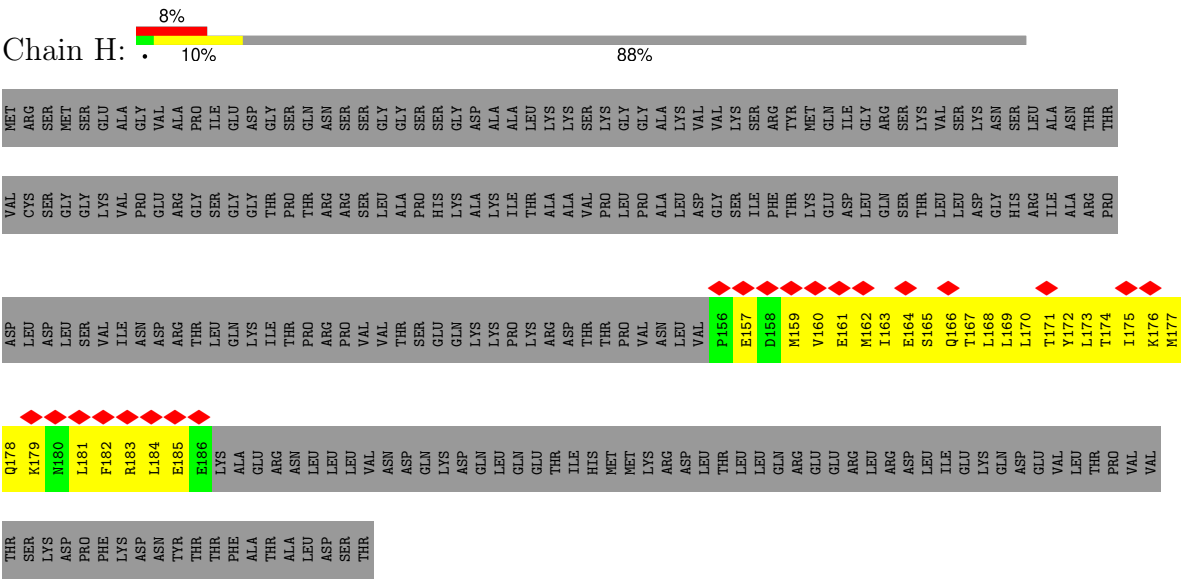 8%
Chain H: • 10% 88%
MET ARG SER MET SER GLU ALA GLY VAL ALA PRO ILE GLU ASP GLY SER GLN ASN SER SER GLY GLY SER SER GLY ASP ALA ALA LEU LYS LYS SER LYS GLY GLY ALA LYS VAL VAL LYS SER ARG TYR MET GLN ILE GLY ARG SER LYS VAL SER LYS ASN SER LEU ALA ASN THR THR
VAL CYS SER GLY GLY LYS VAL PRO GLU ARG GLY SER GLY GLY THR PRO THR ARG ARG SER LEU ALA PRO HIS LYS ALA LYS ILE THR ALA ALA VAL PRO LEU PRO ALA LEU ASP GLY SER ILE PHE THR LYS GLU ASP LEU GLN SER THR LEU LEU ASP GLY HIS ARG ILE ALA ARG PRO
ASP LEU ASP LEU SER VAL ILE ASN ASP ARG THR LEU GLN LYS ILE THR PRO ARG PRO VAL VAL THR SER GLU GLN LYS LYS PRO LYS ARG ASP THR THR PRO VAL ASN LEU VAL P156 E157 D158 M159 V160 E161 M162 I163 E164 S165 Q166 T167 L168 L169 L170 T171 Y172 L173 T174 I175 K176 M177
Q178 K179 N180 L181 F182 R183 L184 E185 E186 LYS ALA GLU ARG ASN LEU LEU LEU VAL ASN ASP GLN LYS ASP GLN LEU GLN GLU THR ILE HIS MET MET LYS ARG ASP LEU THR LEU LEU GLN ARG GLU GLU ARG LEU ARG ASP LEU ILE GLU LYS GLN ASP GLU VAL LEU THR PRO VAL VAL
THR SER LYS ASP PRO PHE LYS ASP ASN TYR THR THR PHE ALA THR ALA LEU ASP SER THR